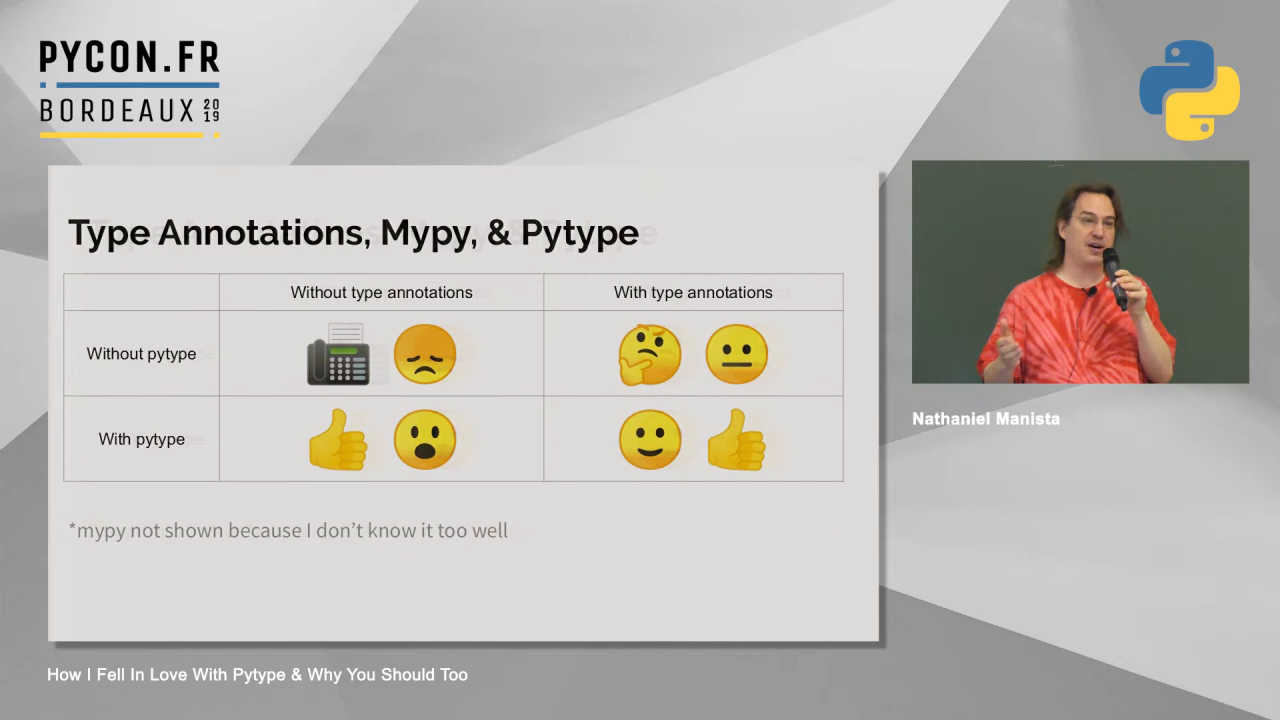 PYCON.FR
BORDEAUX 2019
Type Annotations, Mypy, & Pytype
Without type annotations
With type annotations
Without pytype
With pytype
*mypy not shown because I don’t know it too well
Nathaniel Manista
How I Fell In Love With Pytype & Why You Should Too